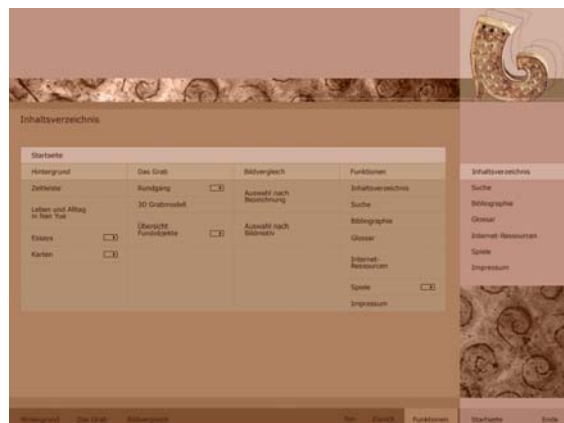 Inhaltsverzeichnis
Startseite
Hintergrund
Zeitleiste
Leben und Alltag
in Nan Yue
Essays
Karten
Das Grab
Rundgang
3D Grabmodell
Übersicht
Fundobjekte
Bildvergleich
Auswahl nach
Bezeichnung
Auswahl nach
Bildmotiv
Funktionen
Inhaltsverzeichnis
Suche
Bibliographie
Glossar
Internet-
Ressourcen
Spiele
Impressum
Inhaltsverzeichnis
Suche
Bibliographie
Glossar
Internet-Ressourcen
Spiele
Impressum
Hintergrund Das Grab Bildvergleich Zurück Funktionen Startseite Ende